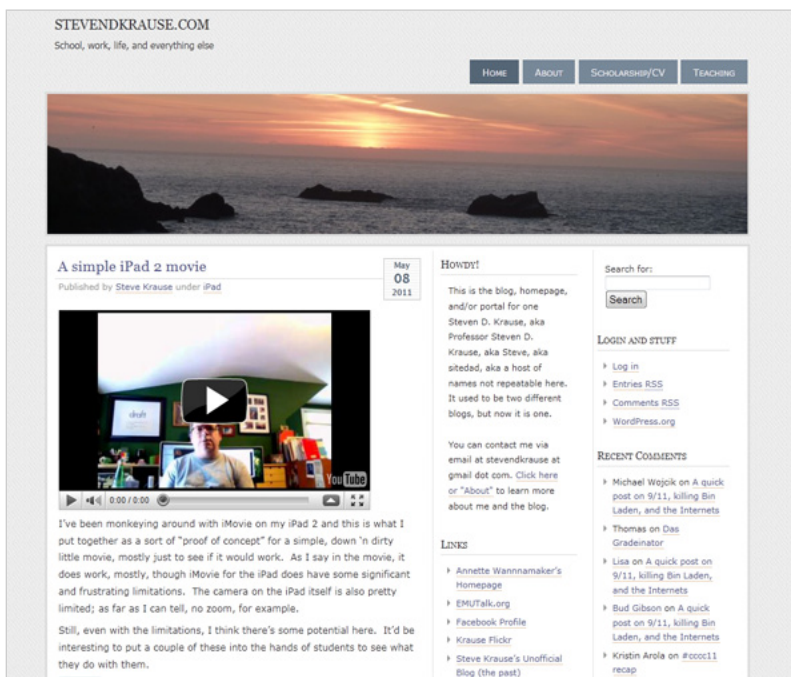 STEVENDKRAUSE.COM
School, work, life, and everything else
Home
About
Scholarship/CV
Teaching
A simple iPad 2 movie
Published by Steve Krause under iPad
May
08
2011
YouTube
0:00 / 0:00
I've been monkeying around with iMovie on my iPad 2 and this is what I
put together as a sort of "proof of concept" for a simple, down 'n dirty
little movie, mostly just to see if it would work. As I say in the movie, it
does work, mostly, though iMovie for the iPad does have some significant
and frustrating limitations. The camera on the iPad itself is also pretty
limited; as far as I can tell, no zoom, for example.
Still, even with the limitations, I think there's some potential here. It'd be
interesting to put a couple of these into the hands of students to see what
they do with them.
Howdy!
This is the blog, homepage,
and/or portal for one
Steven D. Krause, aka
Professor Steven D.
Krause, aka Steve, aka
sitedad, aka a host of
names not repeatable here.
It used to be two different
blogs, but now it is one.
You can contact me via
email at stevendkrause at
gmail dot com. Click here
or "About" to learn more
about me and the blog.
Links
Annette Wannnamaker's
Homepage
EMUTalk.org
Facebook Profile
Krause Flickr
Steve Krause's Unofficial
Blog (the past)
Search for:
Search
Login and stuff
Log in
Entries RSS
Comments RSS
WordPress.org
Recent Comments
Michael Wojcik on A quick
post on 9/11, killing Bin
Laden, and the Internets
Thomas on Das
Gradeinator
Lisa on A quick post on
9/11, killing Bin Laden,
and the Internets
Bud Gibson on A quick
post on 9/11, killing Bin
Laden, and the Internets
Kristin Arola on #cccc11
recap